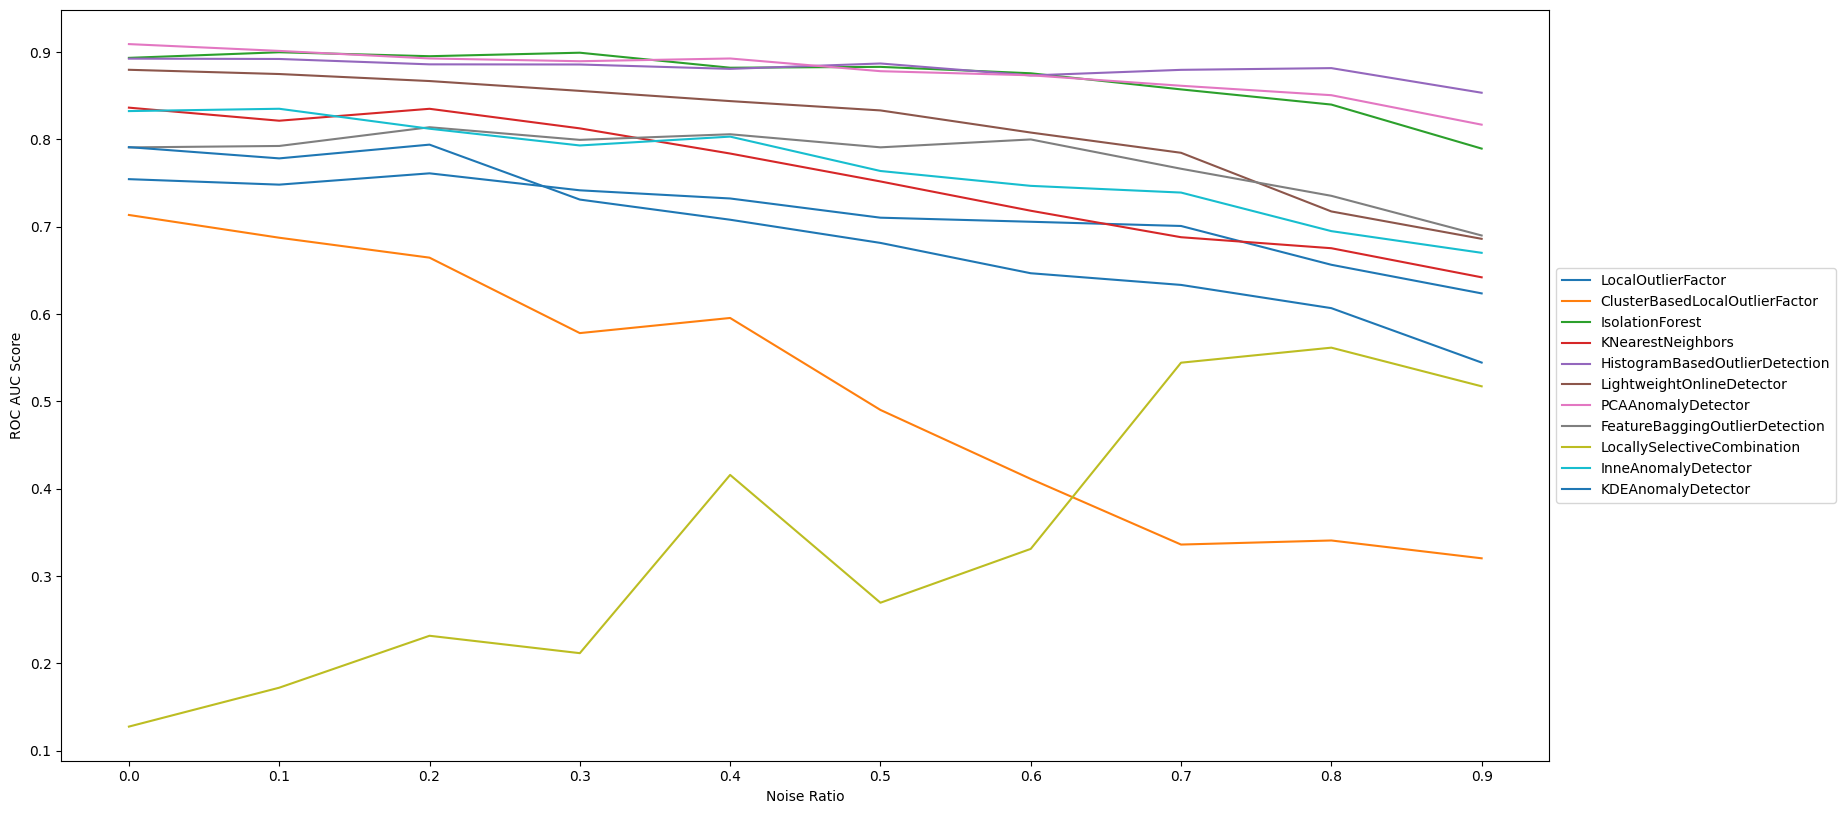 0.9
0.8
0.7
0.6
0.5
0.4
0.3
0.2
0.1
ROC AUC Score
0.0 0.1 0.2 0.3 0.4 0.5 0.6 0.7 0.8 0.9
Noise Ratio
LocalOutlierFactor
ClusterBasedLocalOutlierFactor
IsolationForest
KNearestNeighbors
HistogramBasedOutlierDetection
LightweightOnlineDetector
PCAAnomalyDetector
FeatureBaggingOutlierDetection
LocallySelectiveCombination
InneAnomalyDetector
KDEAnomalyDetector